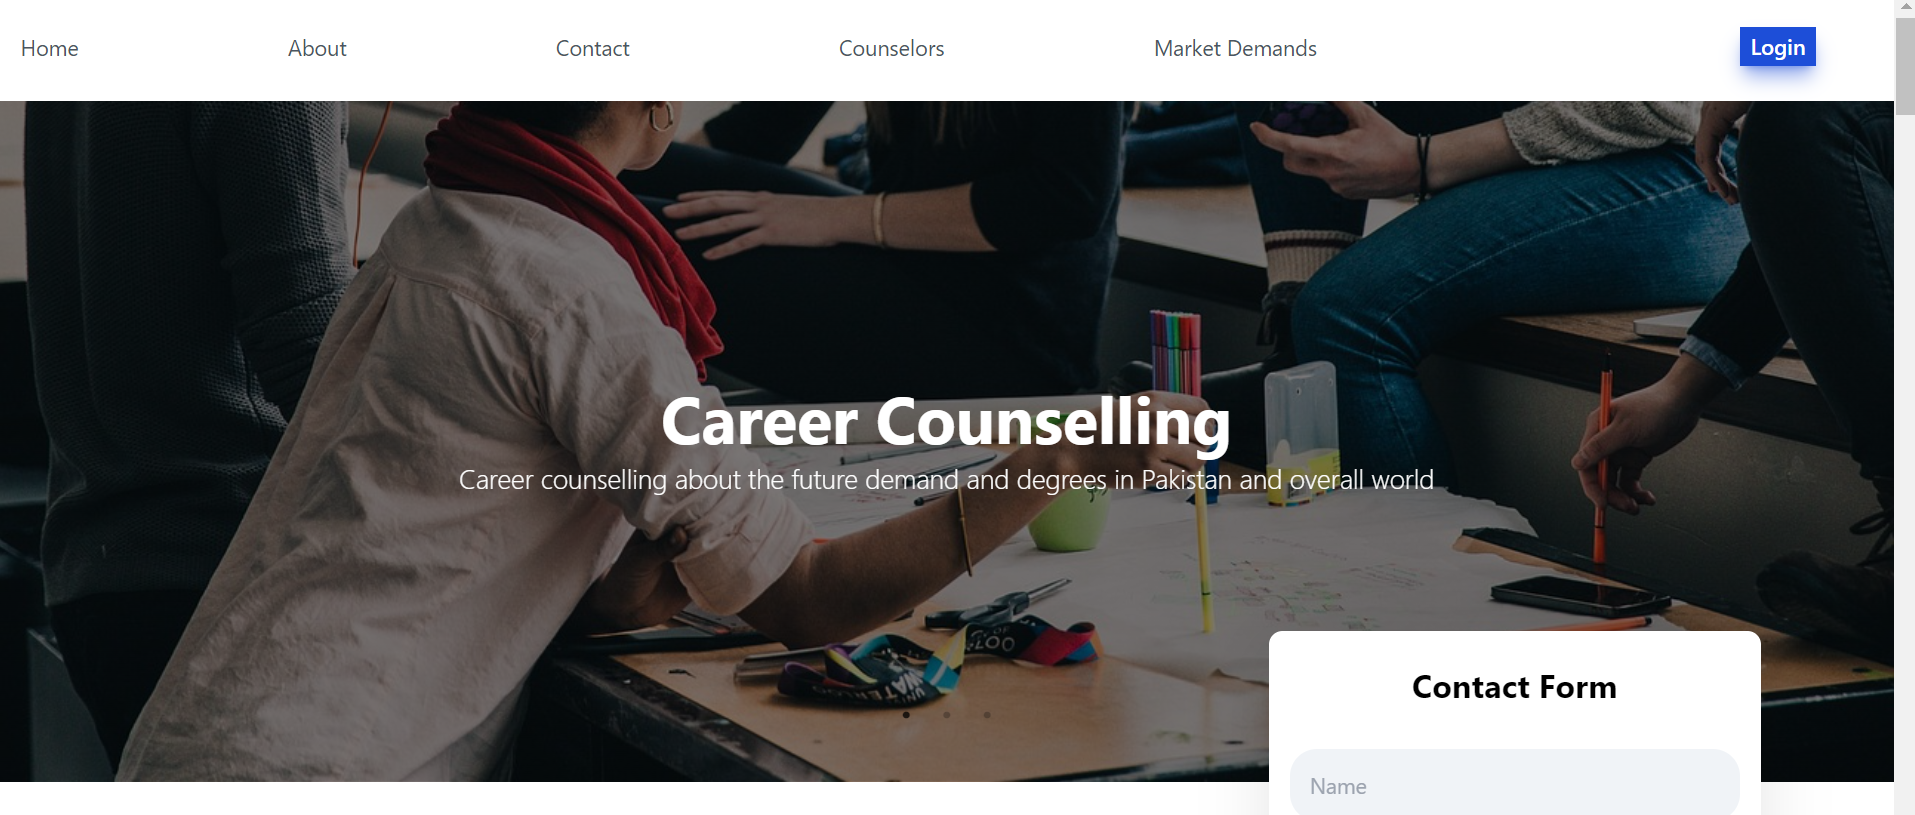 Home
About
Contact
Counselors
Market Demands
Login
Career Counselling
Career counselling about the future demand and degrees in Pakistan and overall world
Contact Form
Name